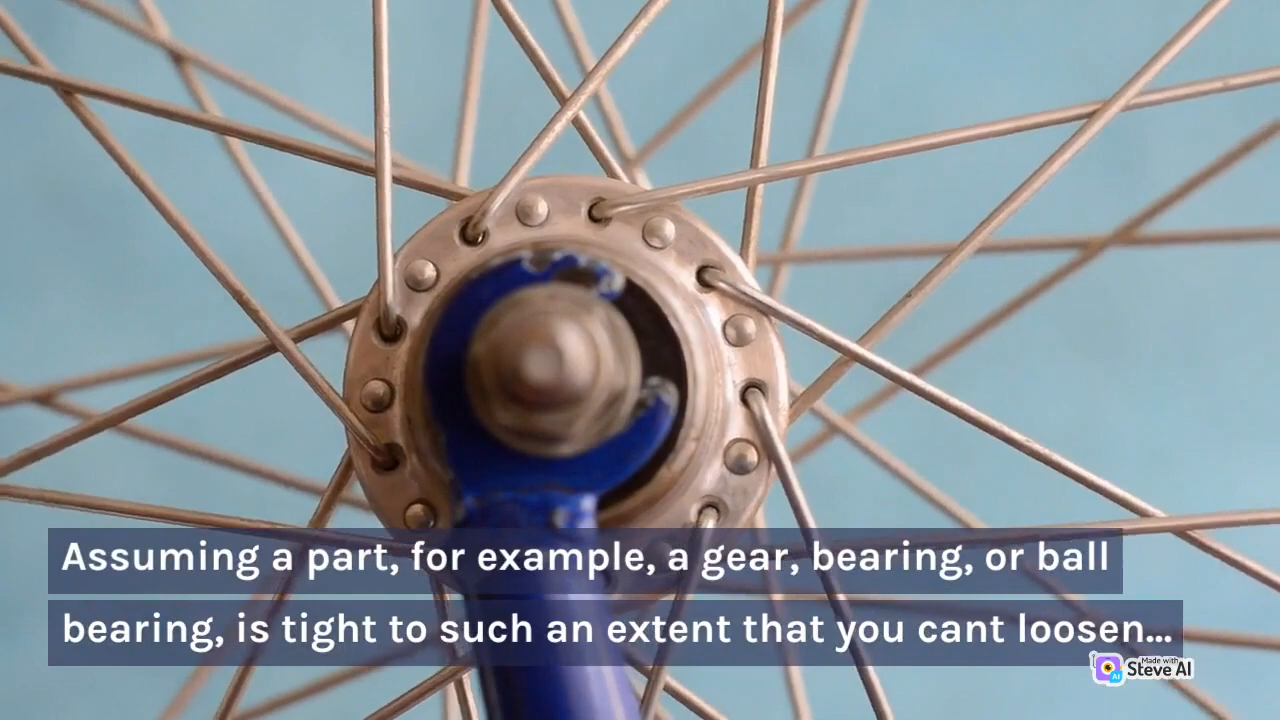 Assuming a part, for example, a gear, bearing, or ball
bearing, is tight to such an extent that you cant loosen...
Made with
Steve AI
AI